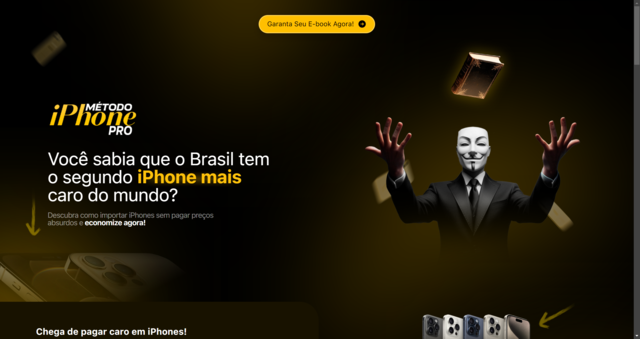 Garanta Seu E-book Agora!
MÉTODO
iPhone
PRO
Você sabia que o Brasil tem
o segundo iPhone mais
caro do mundo?
Descubra como importar iPhones sem pagar preços
absurdos e economize agora!
Chega de pagar caro em iPhones!